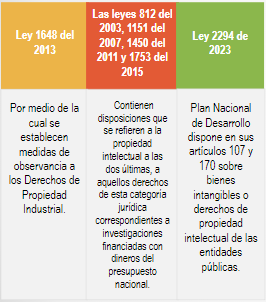 Ley 1648 del
2013
Por medio de la
cual se
establecen
medidas de
observancia a
los Derechos de
Propiedad
Industrial.
Las leyes 812 del
2003, 1151 del
2007, 1450 del
2011 y 1753 del
2015
Contienen
disposiciones que
se refieren a la
propiedad
intelectual a las
dos últimas, a
aquellos derechos
de esta categoría
jurídica
correspondientes a
investigaciones
financiadas con
dineros del
presupuesto
nacional.
Ley 2294 de
2023
Plan Nacional
de Desarrollo
dispone en sus
artículos 107 y
170 sobre
bienes
intangibles o
derechos de
propiedad
intelectual de las
entidades
públicas.